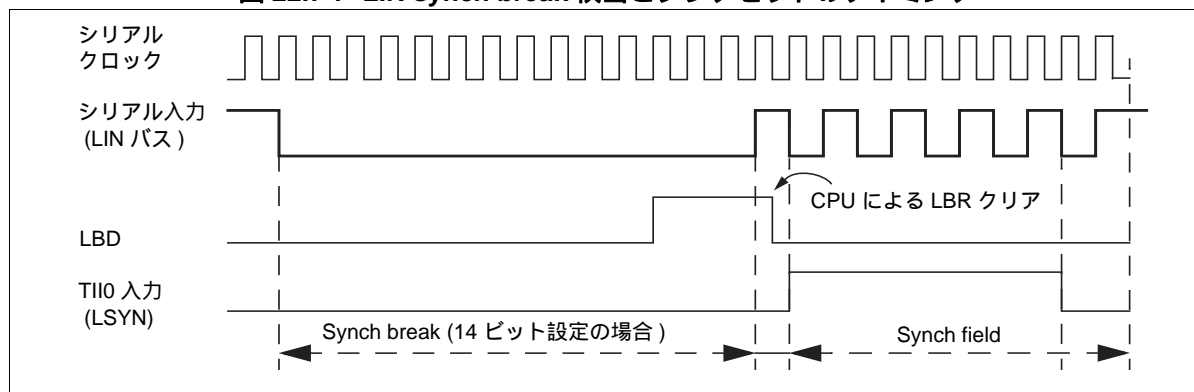 シリアル
クロック
シリアル入力
(LIN バス )
CPU による LBR クリア
LBD
TII0 入力
(LSYN)
Synch break (14 ビット設定の場合 )
Synch field